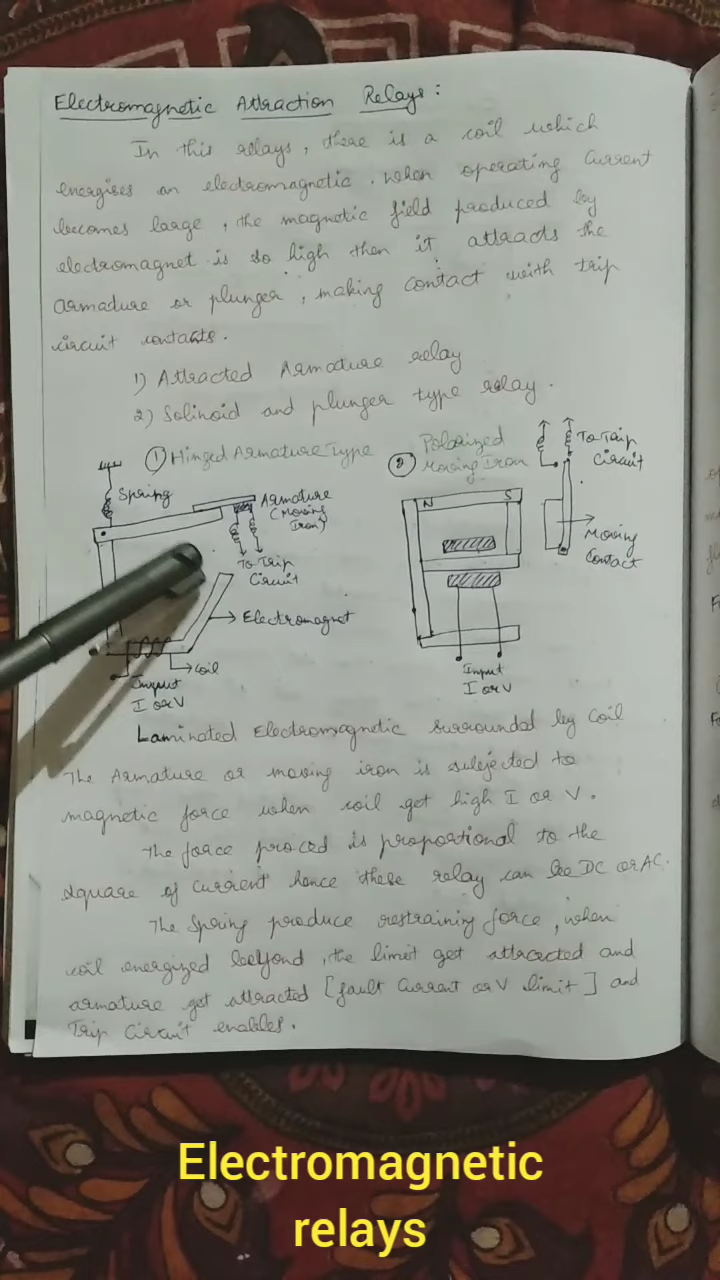 Electromagnetic Attraction Relays:
In this relays, there is a coil which
energises an electromagnetic. when operating Current
becomes large, the magnetic field produced by
electromagnet is so high then it attracts the
armadure or plunger, making contact with trip
circuit contacts.
1) Attracted Armature relay
2) Solinoid and plunger type relay.
① Hinged Armature Type
Spring
Armature
(Moving
Iron)
To Trip
Circuit
Electromagnet
Coil
Input
I or V
② Polarized
Moving Iron
N S
To Trip
Circuit
Moving
Contact
Input
I or V
Laminated Electromagnetic surrounded by Coil
The Armature or moving iron is subjected to
magnetic force when coil get high I or V.
The force proced is proportional to the
square of current hence these relay can be DC or AC.
The Spring produce restraining force, when
coil energized beyond, the limit get attracted and
armature get attracted [fault Current or V limit] and
Trip Circuit enables.
Electromagnetic
relays